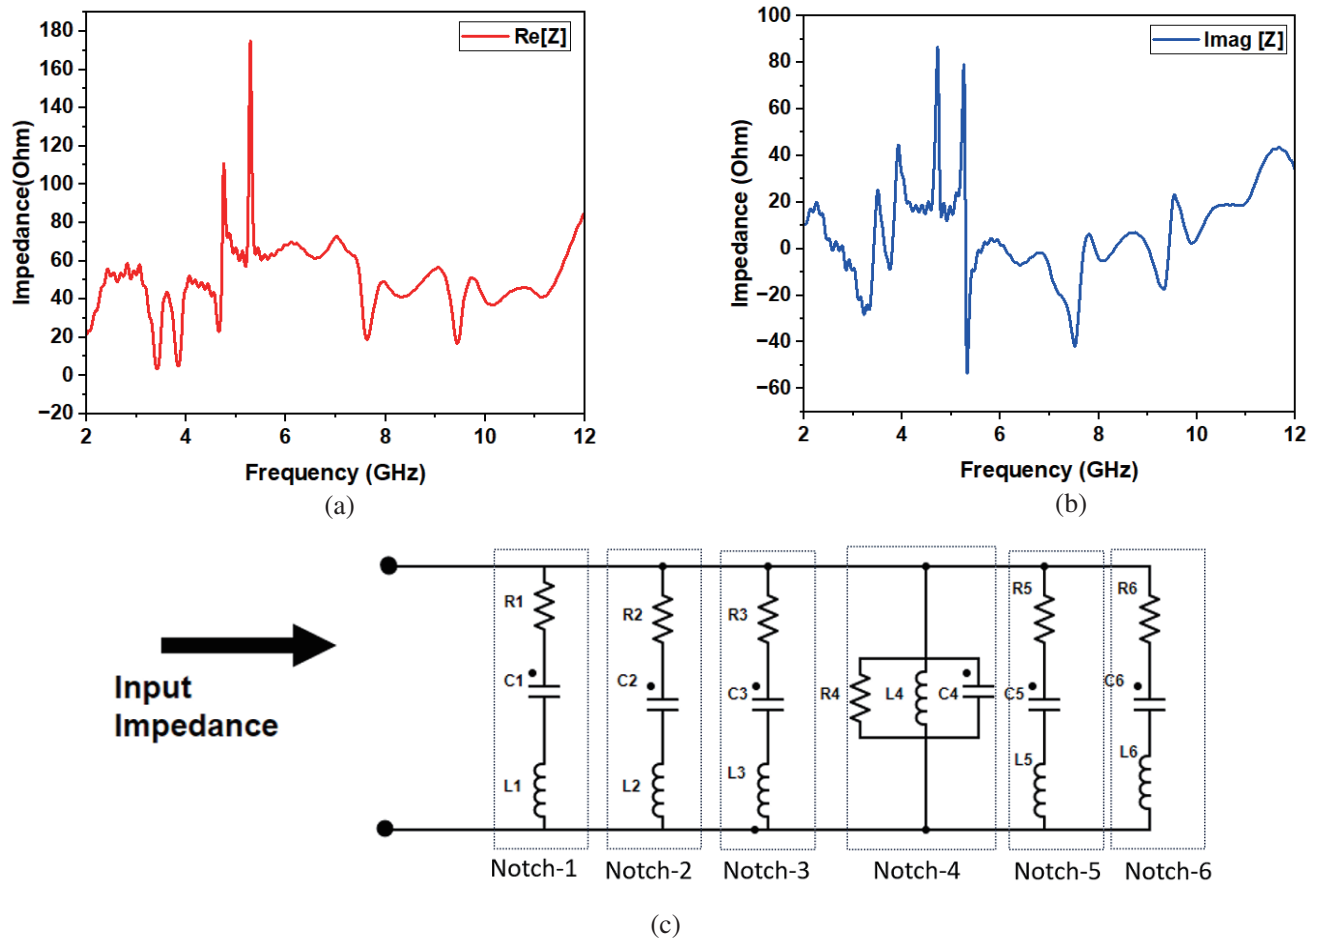 Re[Z]
180
160
140
120
100
80
60
40
20
0
−20
Impedance(Ohm)
2 4 6 8 10 12
Frequency (GHz)
(a)
Imag [Z]
100
80
60
40
20
0
−20
−40
−60
Impedance (Ohm)
2 4 6 8 10 12
Frequency (GHz)
(b)
Input
Impedance
R1
C1
L1
Notch-1
R2
C2
L2
Notch-2
R3
C3
L3
Notch-3
R4 L4 C4
Notch-4
R5
C5
L5
Notch-5
R6
C6
L6
Notch-6
(c)